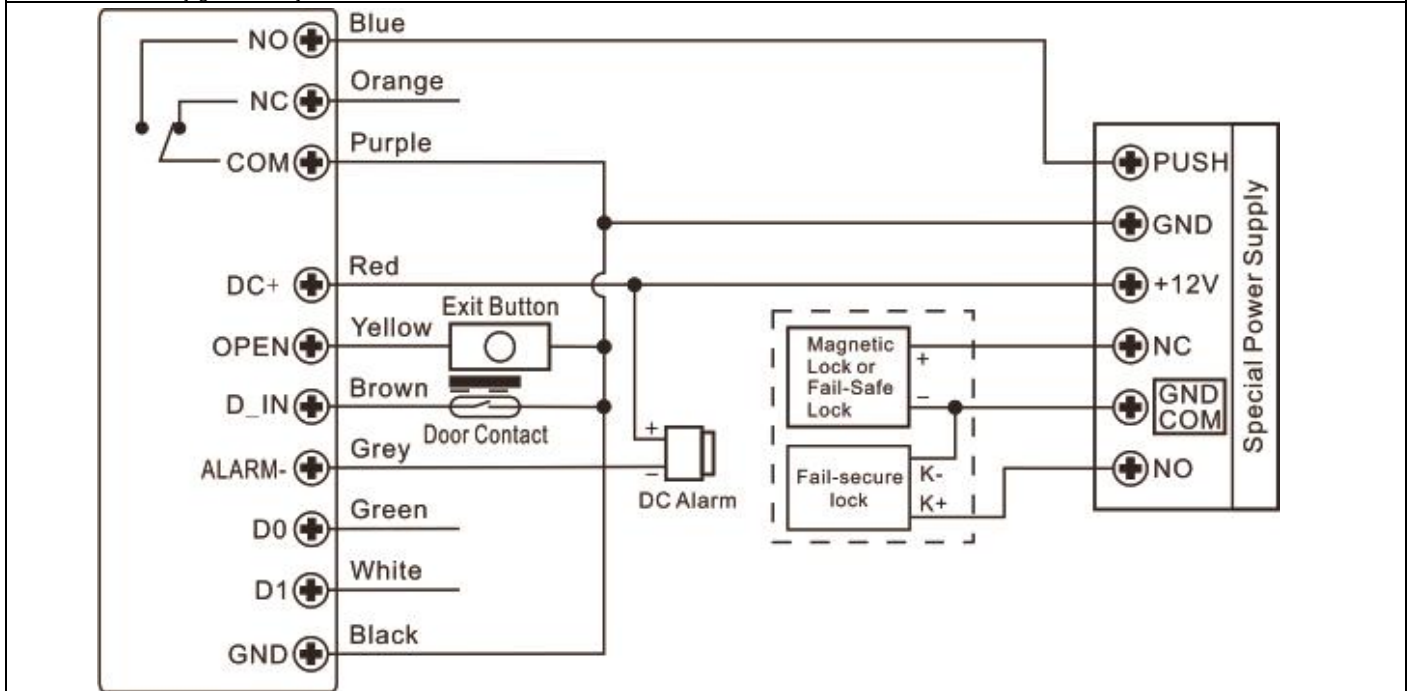 NO
Blue
NC
Orange
COM
Purple
DC+
Red
OPEN
Yellow
Exit Button
D_IN
Brown
Door Contact
ALARM-
Grey
+
−
DC Alarm
D0
Green
D1
White
GND
Black
Magnetic
Lock or
Fail-Safe
Lock
+
−
Fail-secure
lock
K-
K+
PUSH
GND
+12V
NC
GND
COM
NO
Special Power Supply